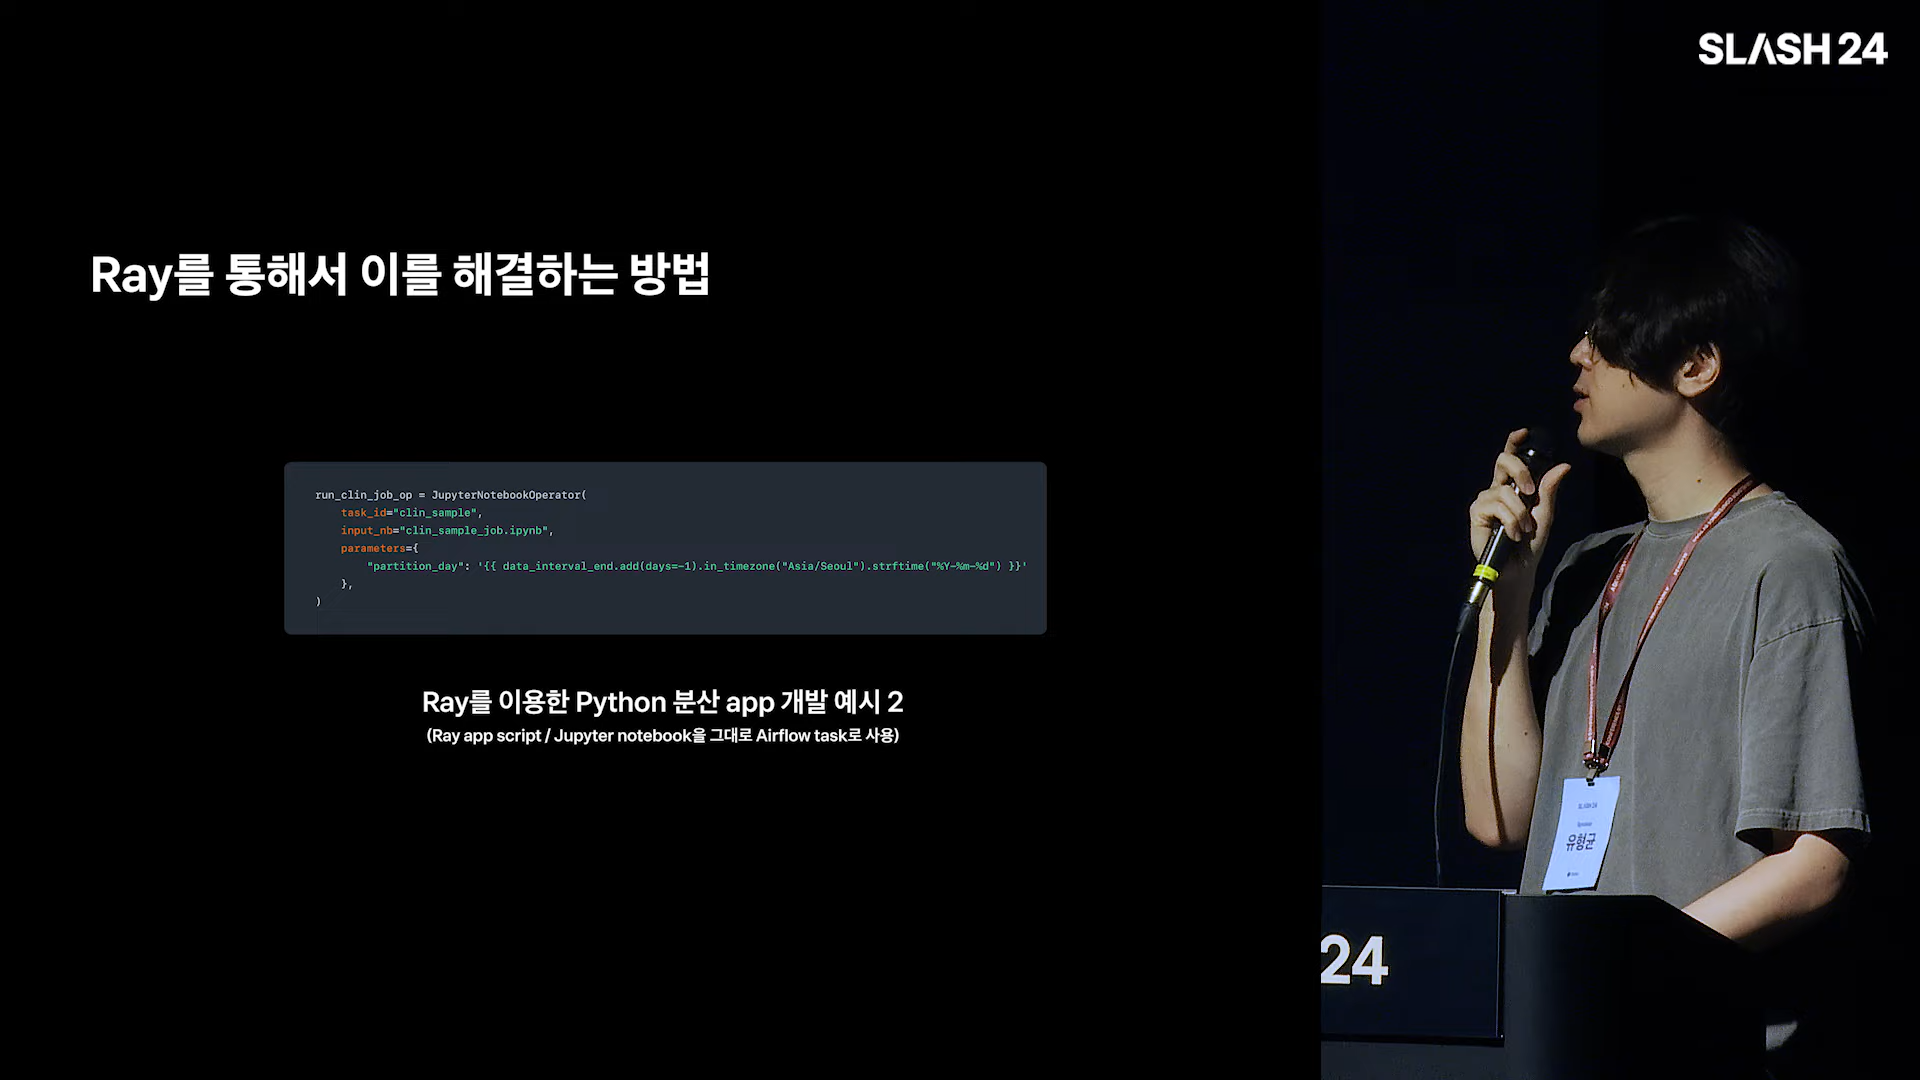 SLASH 24
Ray를 통해서 이를 해결하는 방법
run_clin_job_op = JupyterNotebookOperator(
    task_id="clin_sample",
    input_nb="clin_sample_job.ipynb",
    parameters={
        "partition_day": '{{ data_interval_end.add(days=-1).in_timezone("Asia/Seoul").strftime("%Y-%m-%d") }}'
    },
)
Ray를 이용한 Python 분산 app 개발 예시 2
(Ray app script / Jupyter notebook을 그대로 Airflow task로 사용)
SLASH 24
유형균
24